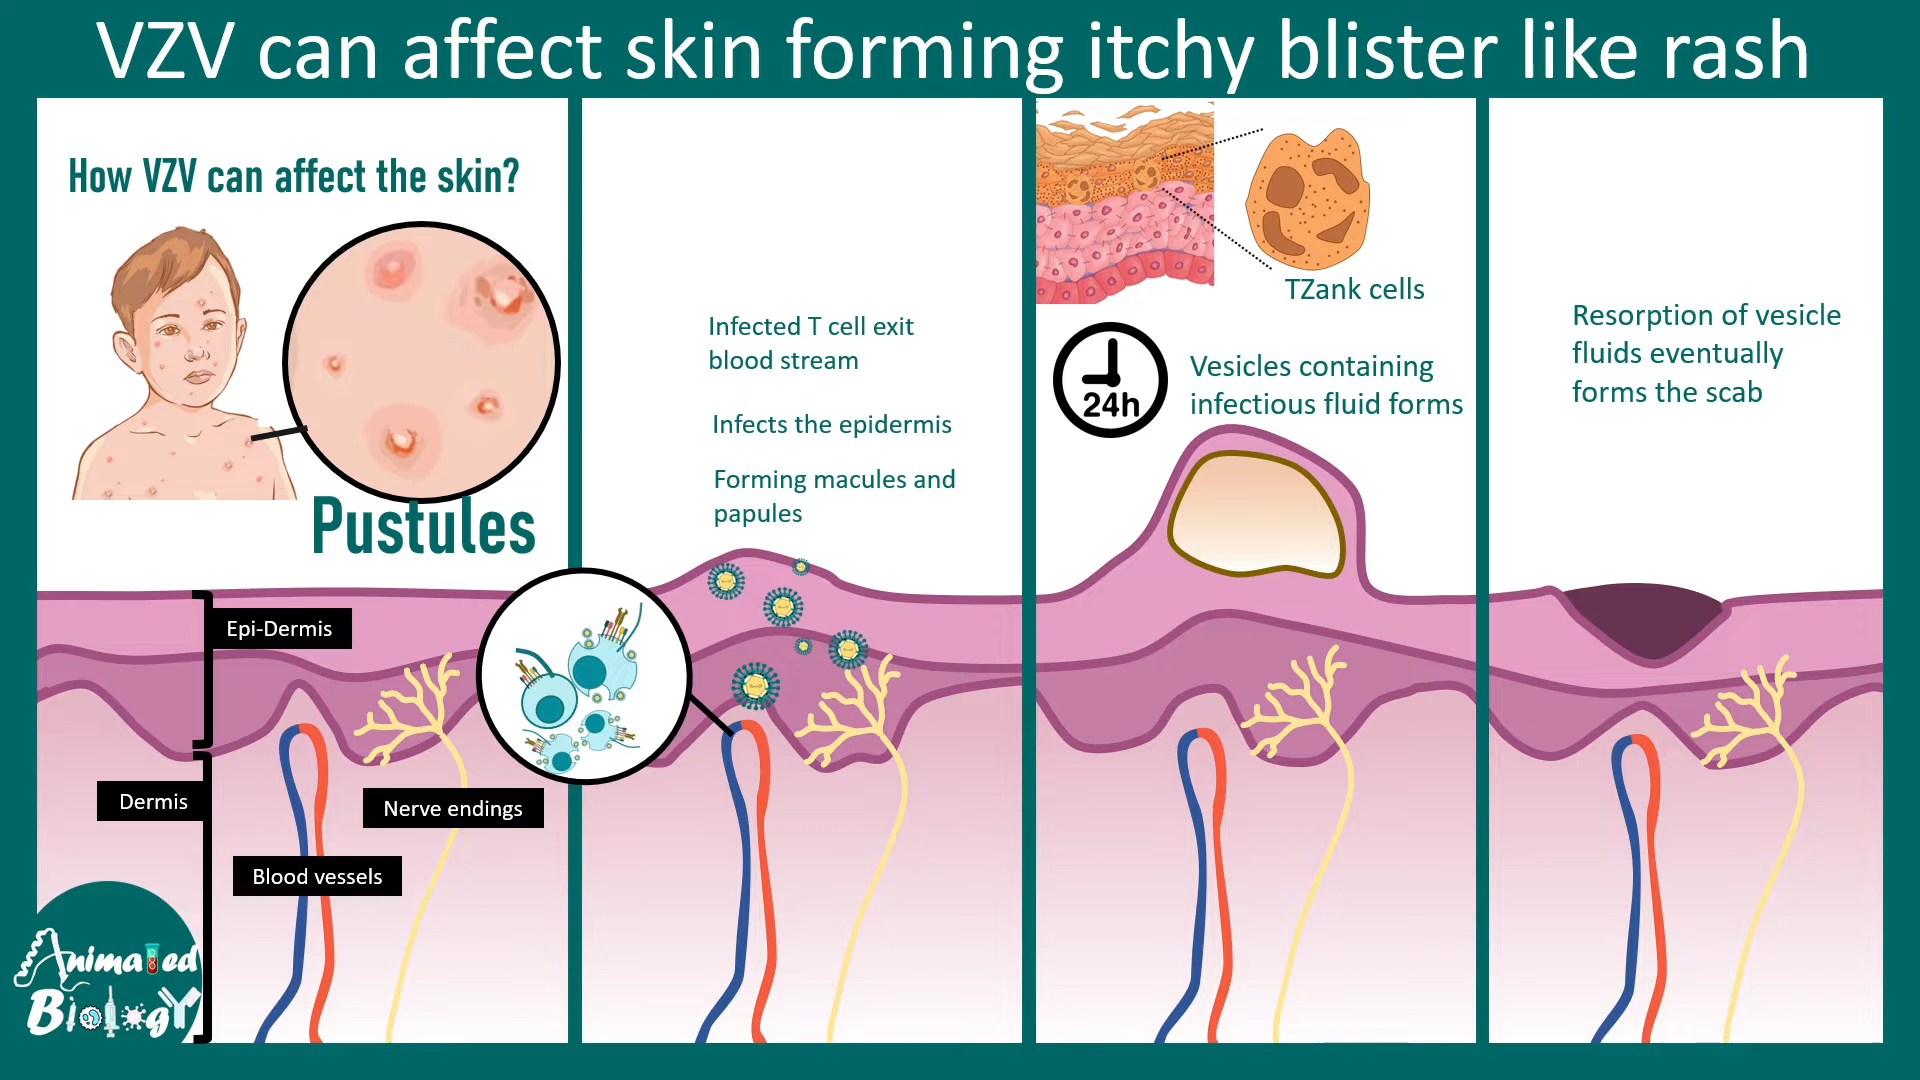 VZV can affect skin forming itchy blister like rash
How VZV can affect the skin?
Pustules
Epi-Dermis
Dermis
Nerve endings
Blood vessels
Animated
Biology
Infected T cell exit
blood stream
Infects the epidermis
Forming macules and
papules
TZank cells
24h
Vesicles containing
infectious fluid forms
Resorption of vesicle
fluids eventually
forms the scab